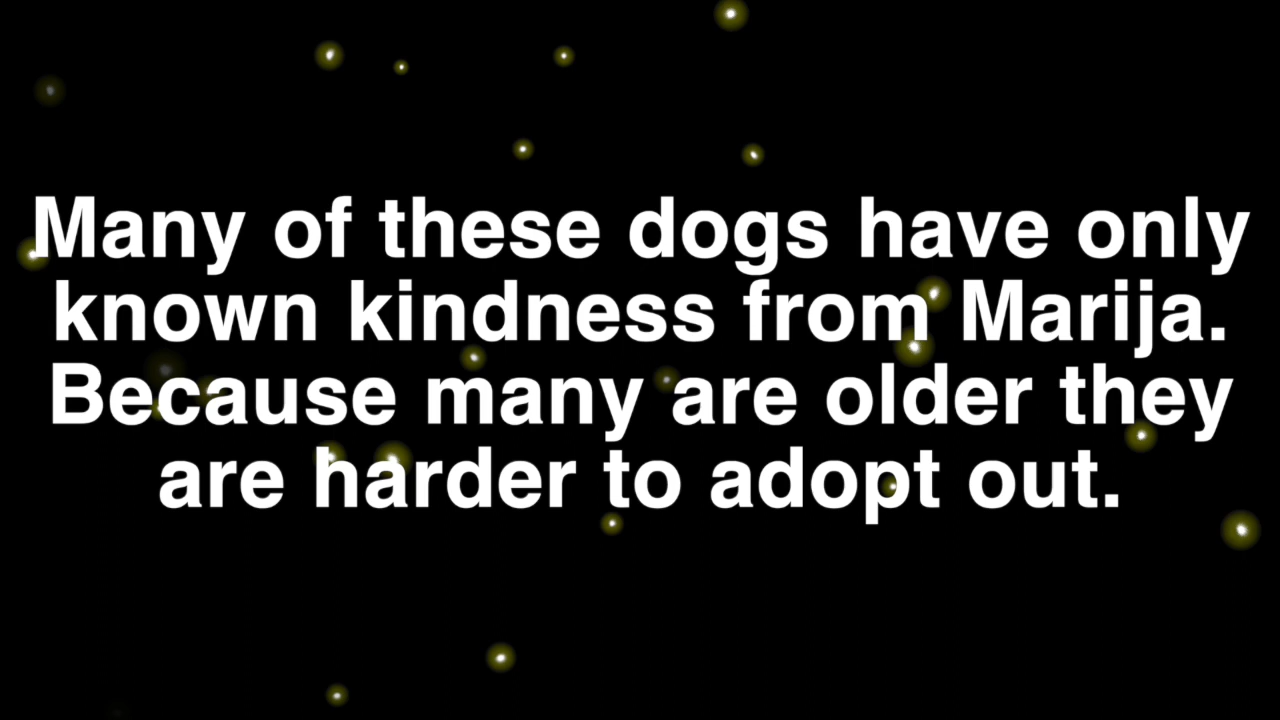 Many of these dogs have only
known kindness from Marija.
Because many are older they
are harder to adopt out.